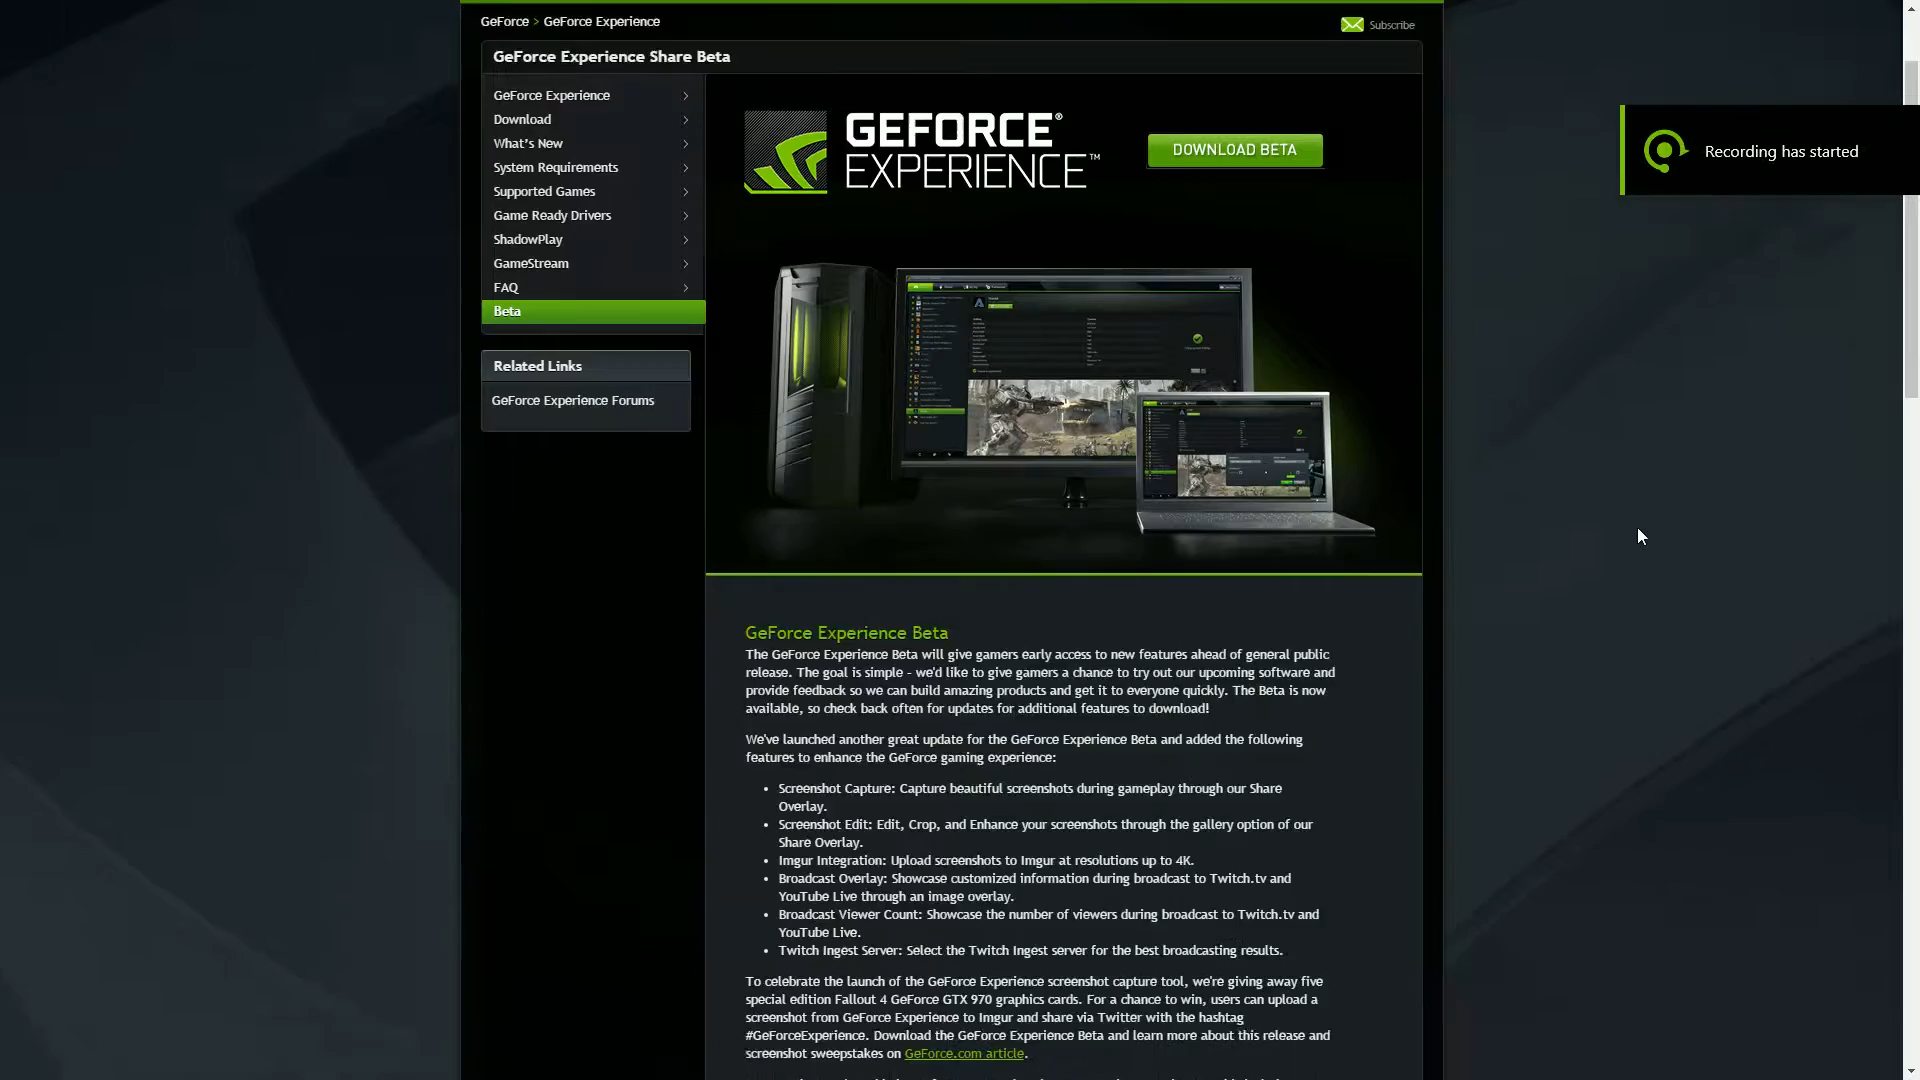 GeForce > GeForce Experience
Subscribe
GeForce Experience Share Beta
GeForce Experience
Download
What's New
System Requirements
Supported Games
Game Ready Drivers
ShadowPlay
GameStream
FAQ
Beta
Related Links
GeForce Experience Forums
GEFORCE®
EXPERIENCE™
DOWNLOAD BETA
Recording has started
GeForce Experience Beta
The GeForce Experience Beta will give gamers early access to new features ahead of general public
release. The goal is simple - we'd like to give gamers a chance to try out our upcoming software and
provide feedback so we can build amazing products and get it to everyone quickly. The Beta is now
available, so check back often for updates for additional features to download!
We've launched another great update for the GeForce Experience Beta and added the following
features to enhance the GeForce gaming experience:
• Screenshot Capture: Capture beautiful screenshots during gameplay through our Share
Overlay.
• Screenshot Edit: Edit, Crop, and Enhance your screenshots through the gallery option of our
Share Overlay.
• Imgur Integration: Upload screenshots to Imgur at resolutions up to 4K.
• Broadcast Overlay: Showcase customized information during broadcast to Twitch.tv and
YouTube Live through an image overlay.
• Broadcast Viewer Count: Showcase the number of viewers during broadcast to Twitch.tv and
YouTube Live.
• Twitch Ingest Server: Select the Twitch Ingest server for the best broadcasting results.
To celebrate the launch of the GeForce Experience screenshot capture tool, we're giving away five
special edition Fallout 4 GeForce GTX 970 graphics cards. For a chance to win, users can upload a
screenshot from GeForce Experience to Imgur and share via Twitter with the hashtag
#GeForceExperience. Download the GeForce Experience Beta and learn more about this release and
screenshot sweepstakes on GeForce.com article.